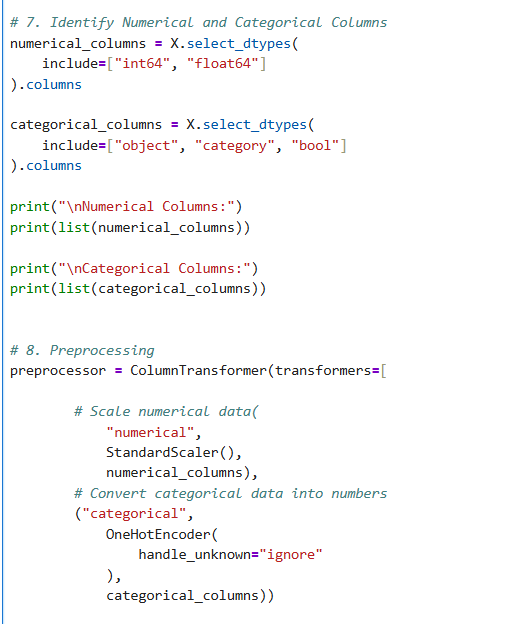 # 7. Identify Numerical and Categorical Columns
numerical_columns = X.select_dtypes(
    include=["int64", "float64"]
).columns

categorical_columns = X.select_dtypes(
    include=["object", "category", "bool"]
).columns

print("\nNumerical Columns:")
print(list(numerical_columns))

print("\nCategorical Columns:")
print(list(categorical_columns))


# 8. Preprocessing
preprocessor = ColumnTransformer(transformers=[

        # Scale numerical data(
            "numerical",
            StandardScaler(),
            numerical_columns),
        # Convert categorical data into numbers
        ("categorical",
            OneHotEncoder(
                handle_unknown="ignore"
            ),
            categorical_columns))